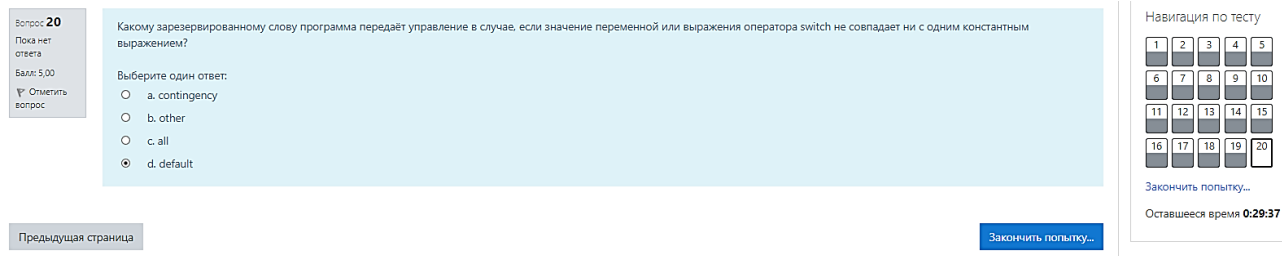 Вопрос 20
Пока нет
ответа
Балл: 5,00
Отметить
вопрос
Какому зарезервированному слову программа передаёт управление в случае, если значение переменной или выражения оператора switch не совпадает ни с одним константным
выражением?
Выберите один ответ:
a. contingency
b. other
c. all
d. default
Предыдущая страница
Закончить попытку...
Навигация по тесту
1 2 3 4 5
6 7 8 9 10
11 12 13 14 15
16 17 18 19 20
Закончить попытку...
Оставшееся время 0:29:37